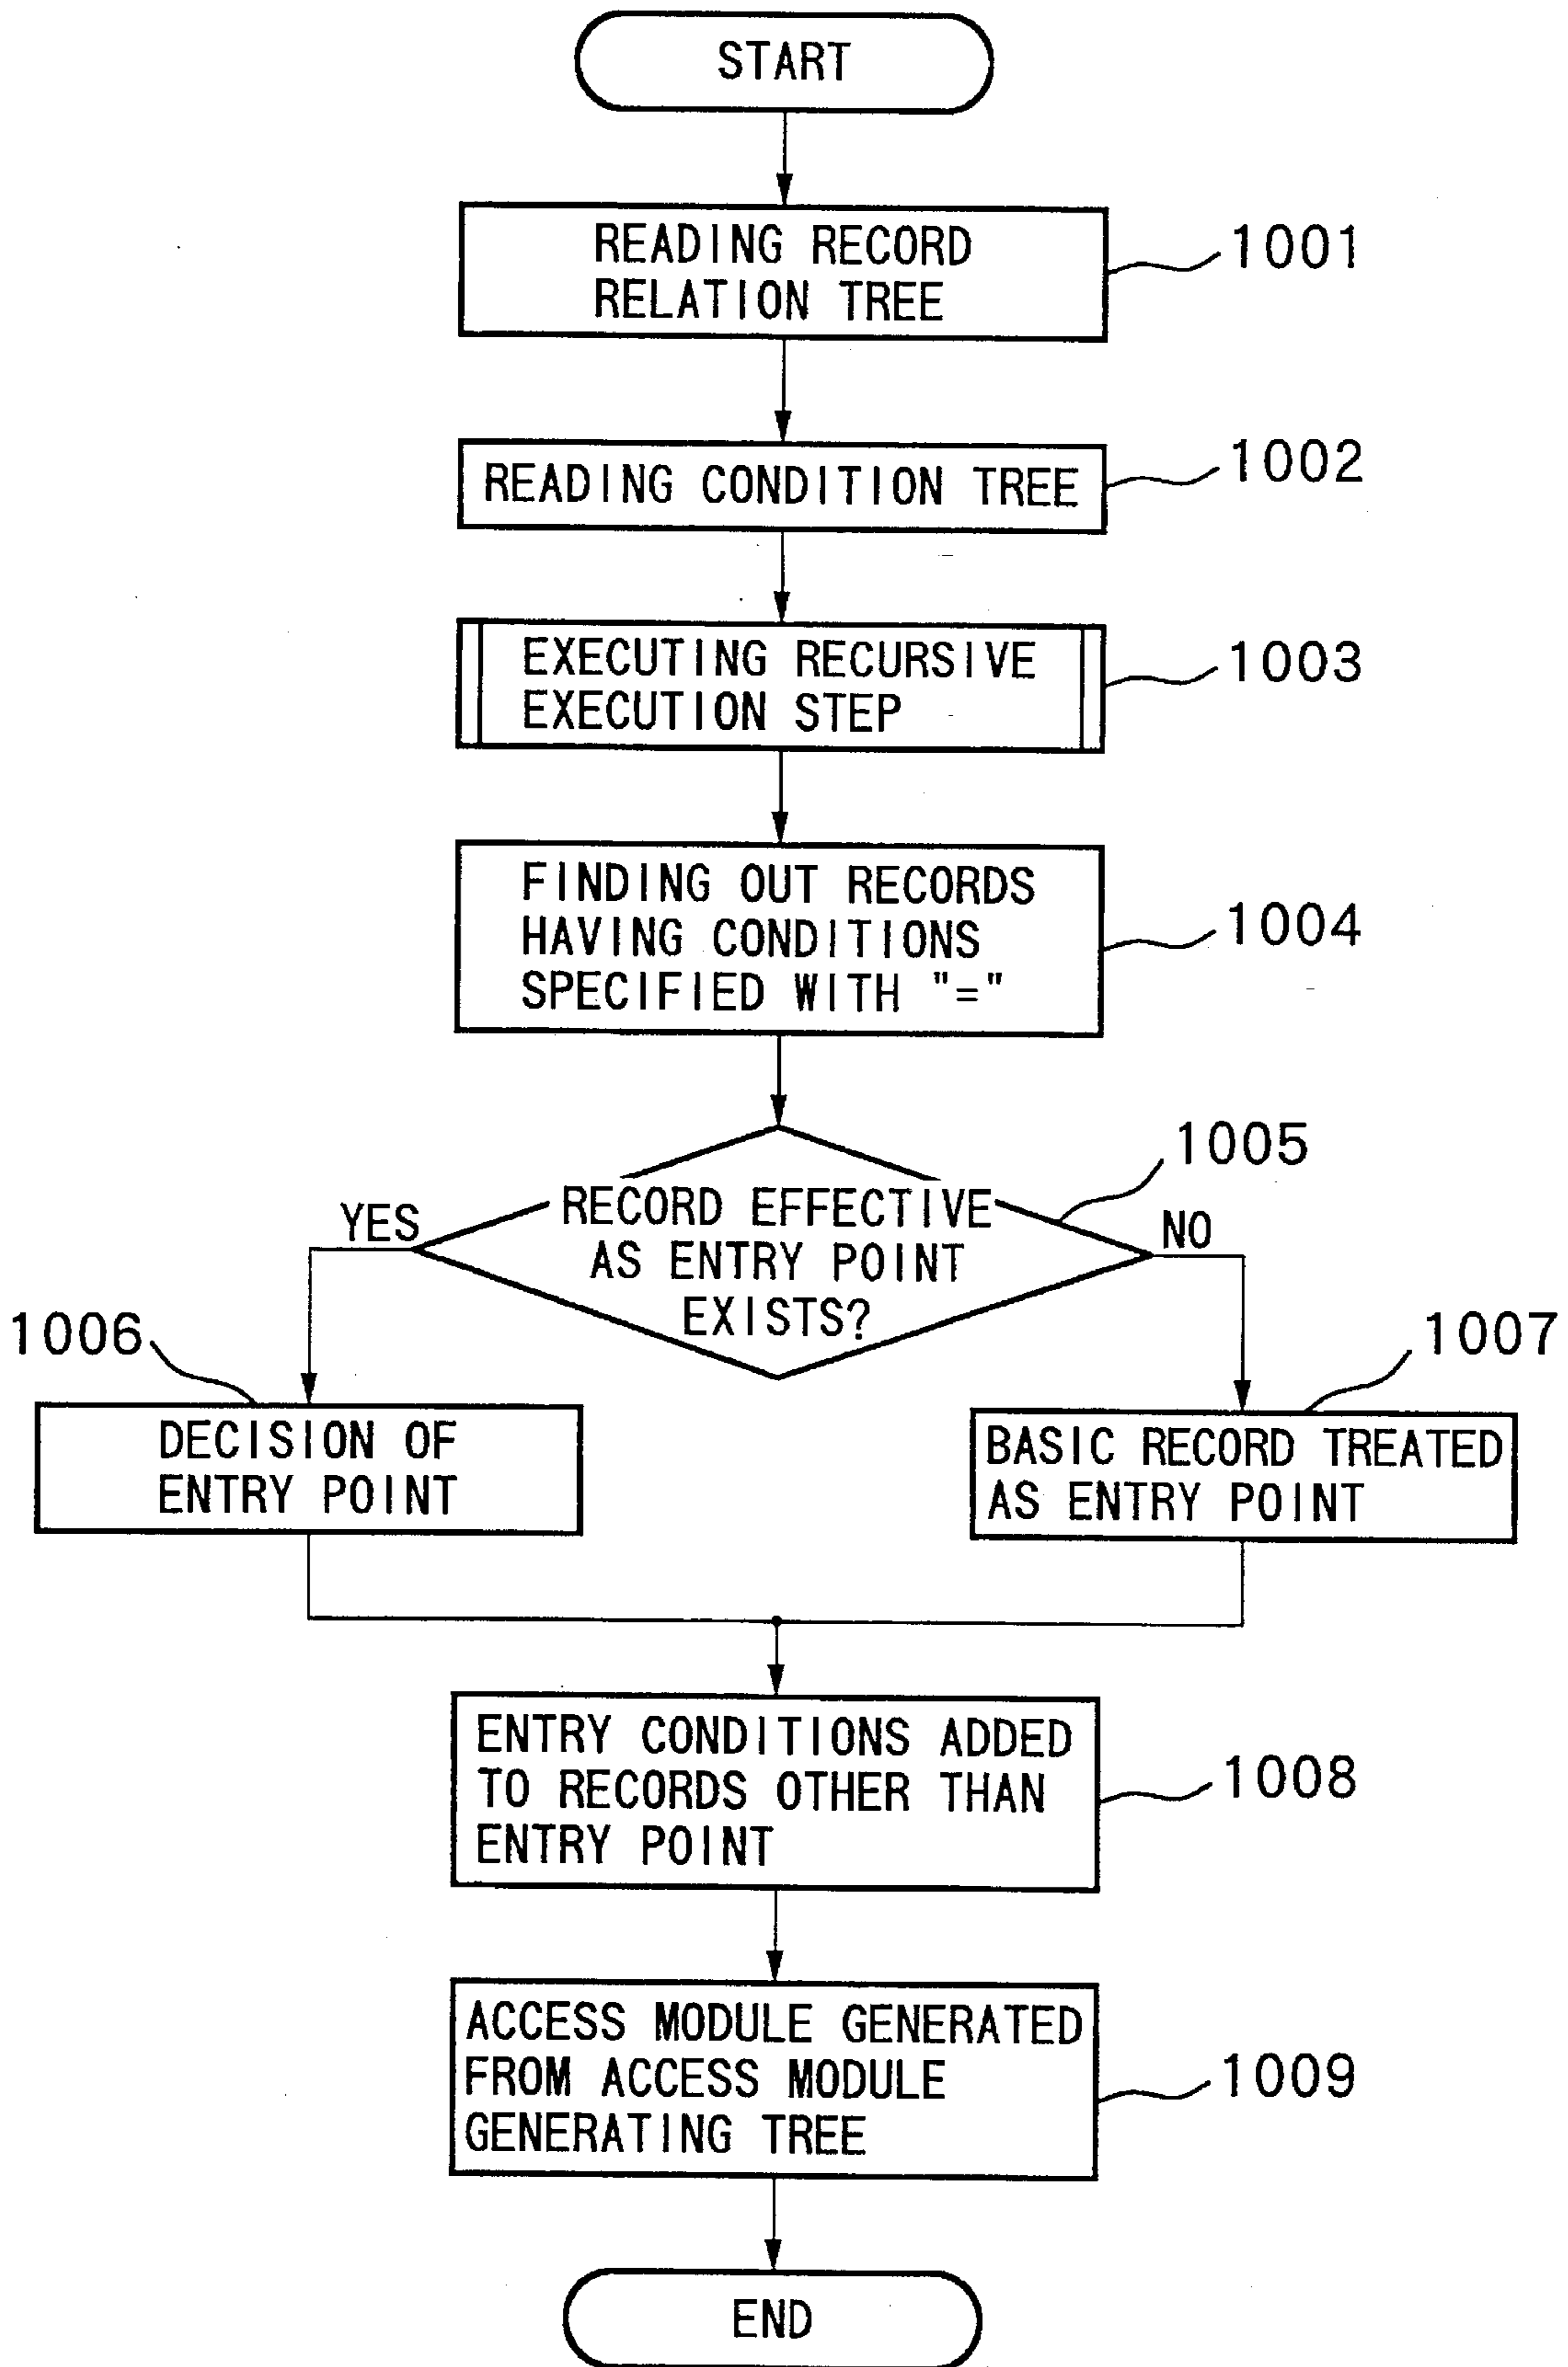 START
READING RECORD
RELATION TREE
1001
READING CONDITION TREE
1002
EXECUTING RECURSIVE
EXECUTION STEP
1003
FINDING OUT RECORDS
HAVING CONDITIONS
SPECIFIED WITH "="
1004
1005
RECORD EFFECTIVE
AS ENTRY POINT
EXISTS?
YES
NO
1006
DECISION OF
ENTRY POINT
1007
BASIC RECORD TREATED
AS ENTRY POINT
ENTRY CONDITIONS ADDED
TO RECORDS OTHER THAN
ENTRY POINT
1008
ACCESS MODULE GENERATED
FROM ACCESS MODULE
GENERATING TREE
1009
END